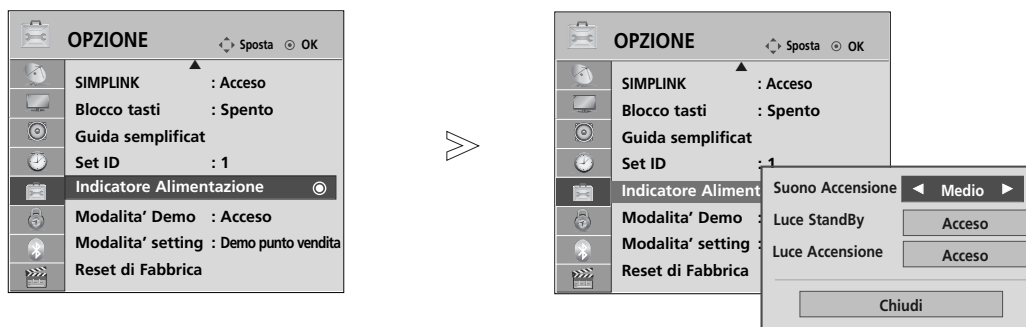 OPZIONE
Sposta OK
SIMPLINK : Acceso
Blocco tasti : Spento
Guida semplificat
Set ID : 1
Indicatore Alimentazione
Modalita' Demo : Acceso
Modalita' setting : Demo punto vendita
Reset di Fabbrica
OPZIONE
Sposta OK
SIMPLINK : Acceso
Blocco tasti : Spento
Guida semplificat
Set ID : 1
Indicatore Aliment
Modalita' Demo :
Modalita' setting :
Reset di Fabbrica
Suono Accensione ◄ Medio ►
Luce StandBy Acceso
Luce Accensione Acceso
Chiudi